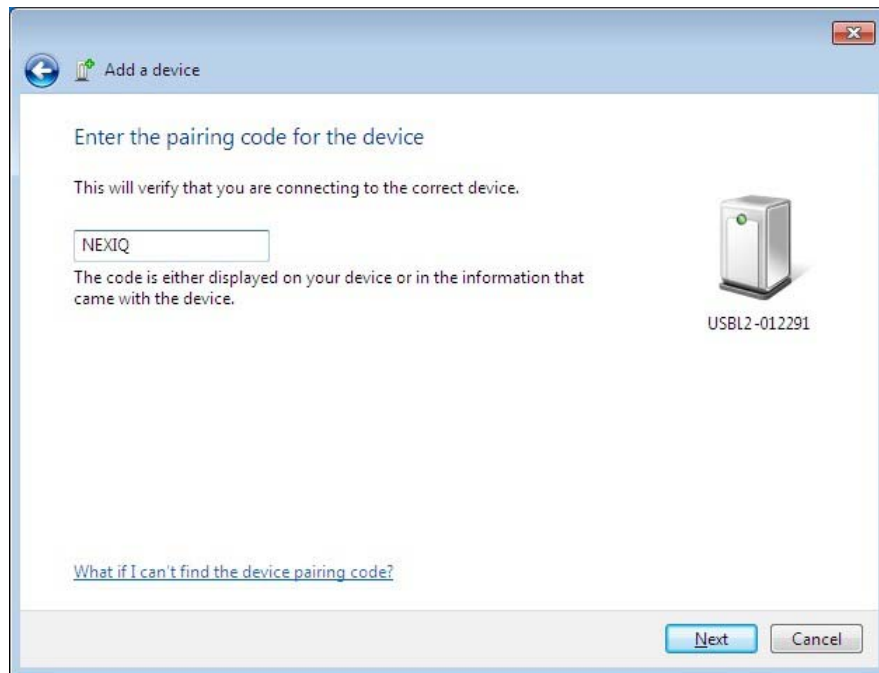 Add a device
Enter the pairing code for the device
This will verify that you are connecting to the correct device.
NEXIQ
The code is either displayed on your device or in the information that
came with the device.
USBL2-012291
What if I can't find the device pairing code?
Next
Cancel